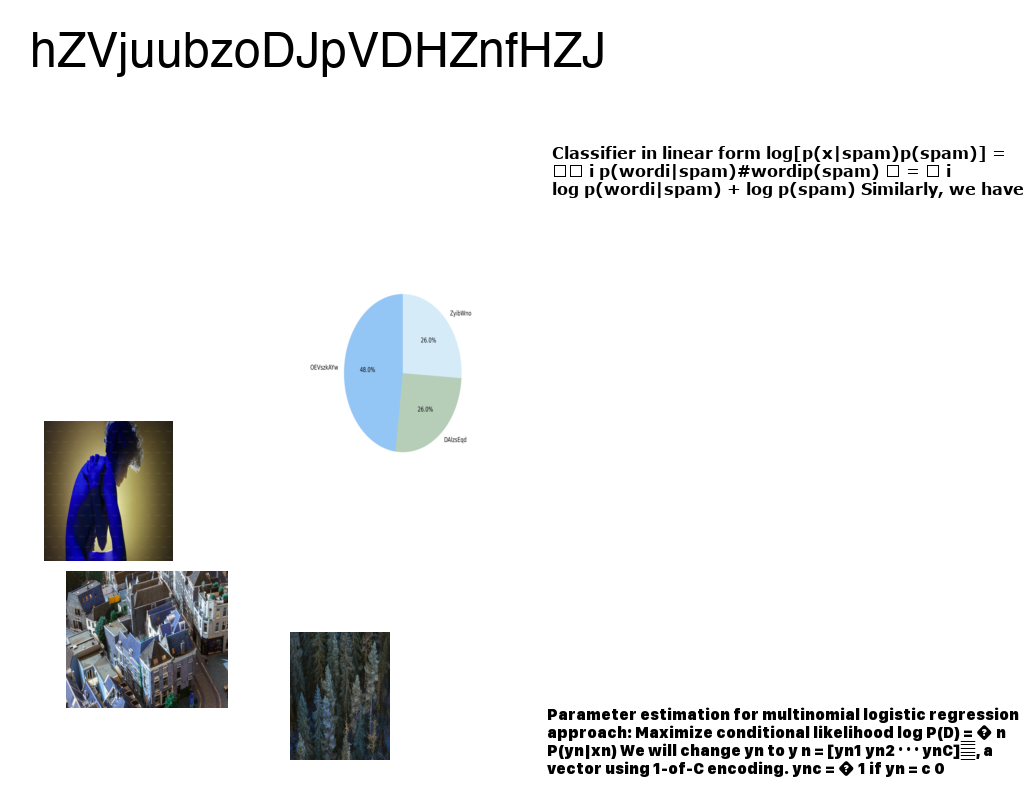 hZVjuubzoDJpVDHZnfHZJ
Classifier in linear form log[p(x|spam)p(spam)] =
□□ i p(wordi|spam)#wordip(spam) □ = □ i
log p(wordi|spam) + log p(spam) Similarly, we have
ZyibWno
26.0%
OEVszkAYw
48.0%
26.0%
DAlzsEqd
Parameter estimation for multinomial logistic regression
approach: Maximize conditional likelihood log P(D) = � n
P(yn|xn) We will change yn to y n = [yn1 yn2 · · · ynC], a
vector using 1-of-C encoding. ync = � 1 if yn = c 0